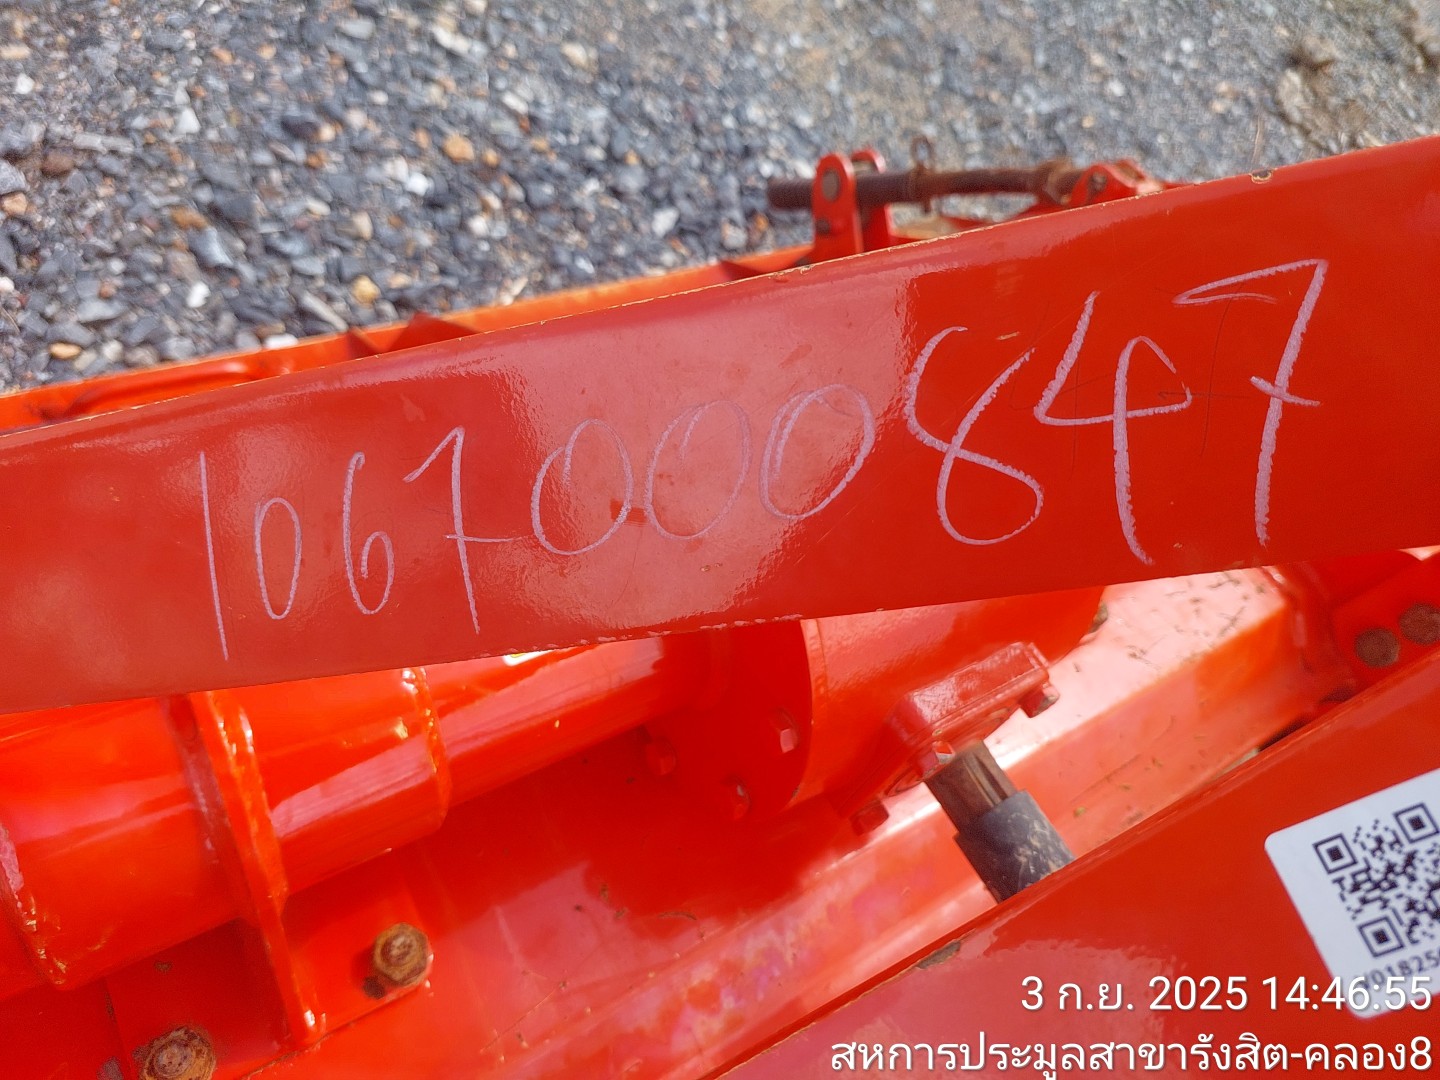 1067000847
3 ก.ย. 2025 14:46:55
สหการประมูลสาขารังสิต-คลอง8